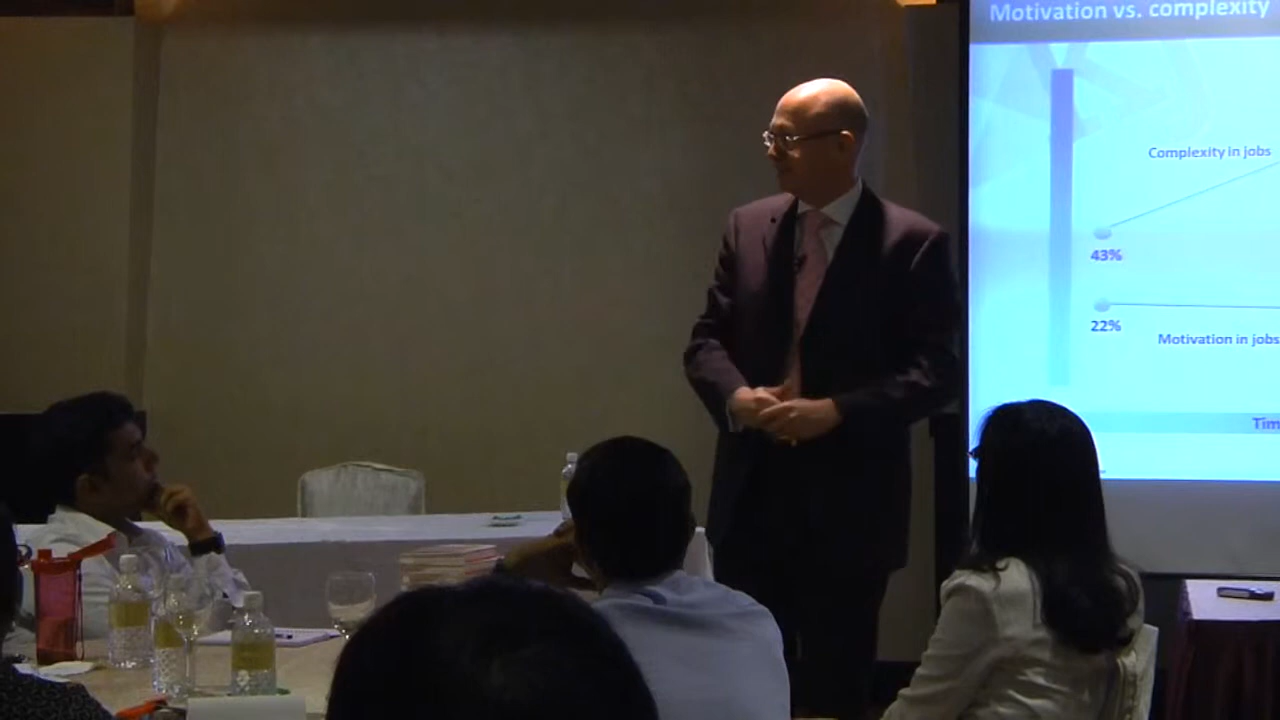 Motivation vs. complexity
Complexity in jobs
43%
22%
Motivation in jobs
Tim